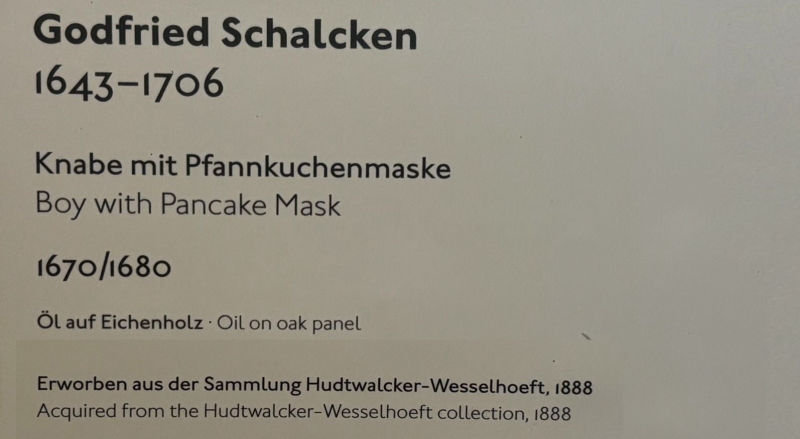 Godfried Schalcken
1643–1706
Knabe mit Pfannkuchenmaske
Boy with Pancake Mask
1670/1680
Öl auf Eichenholz · Oil on oak panel
Erworben aus der Sammlung Hudtwalcker-Wesselhoeft, 1888
Acquired from the Hudtwalcker-Wesselhoeft collection, 1888